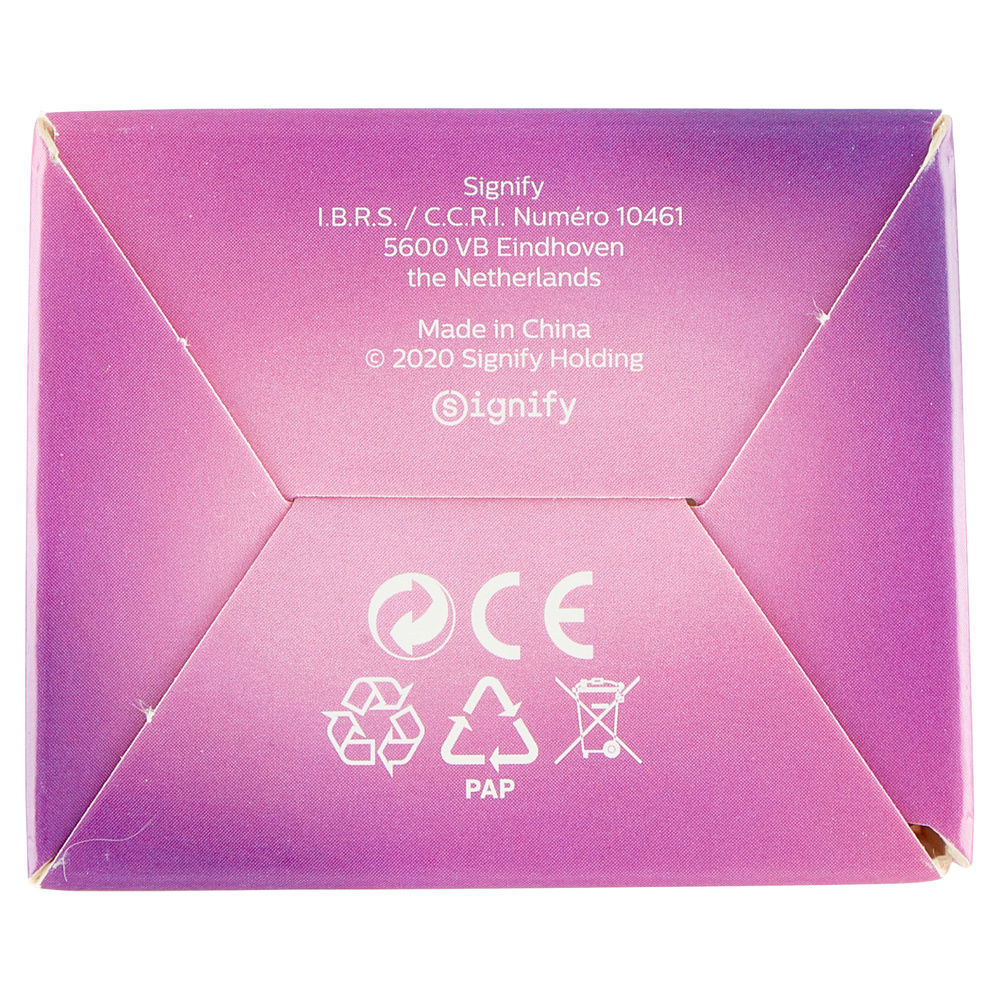 Signify
I.B.R.S. / C.C.R.I. Numéro 10461
5600 VB Eindhoven
the Netherlands
Made in China
© 2020 Signify Holding
Signify
CE
PAP